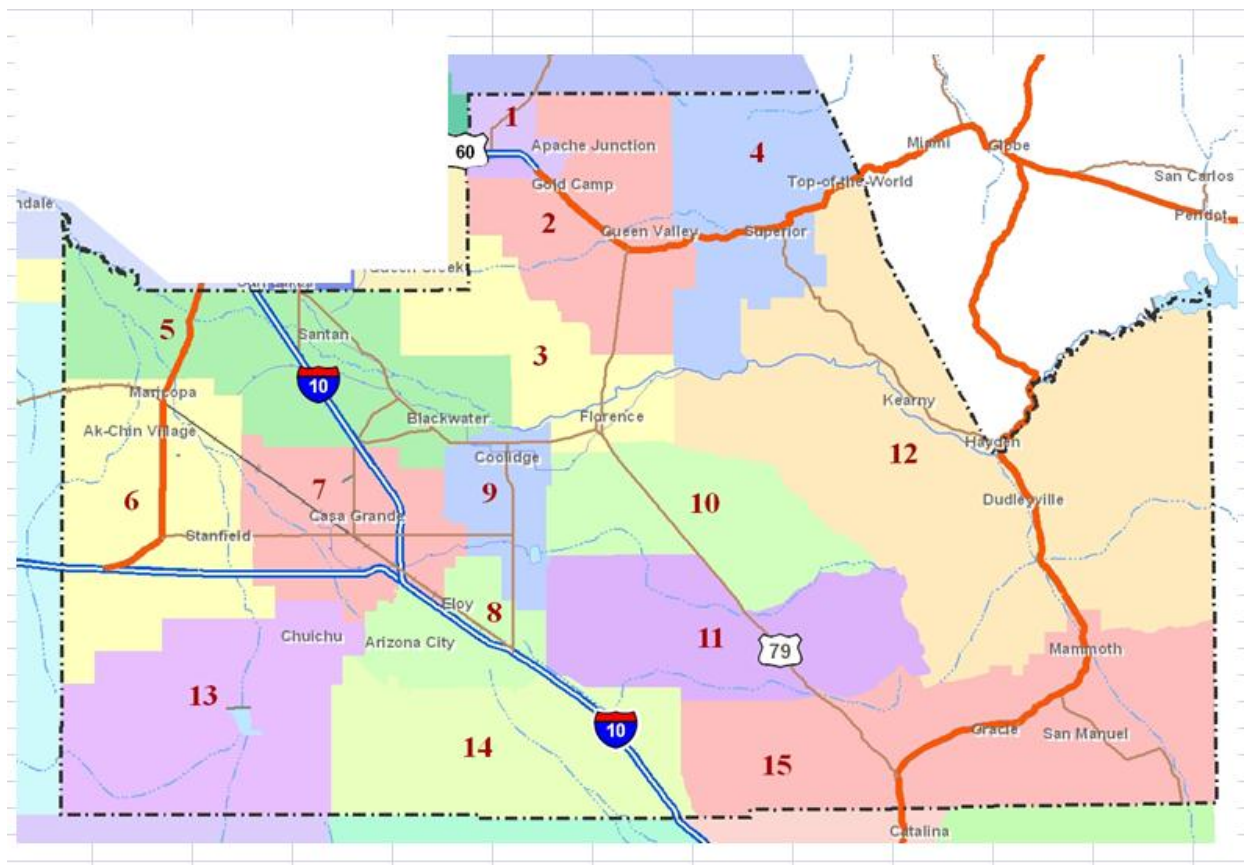 1
60
Apache Junction
4
Miami
Globe
Gold Camp
Top-of-the-World
San Carlos
ndale
2
Queen Valley
Superior
Peridot
Queen Creek
5
Santan
3
10
Maricopa
Kearny
Blackwater
Florence
Ak-Chin Village
Hayden
Coolidge
12
6
7
9
10
Dudleyville
Casa Grande
Stanfield
Eloy
8
Chuichu
Arizona City
11
79
Mammoth
13
10
14
Gracle
San Manuel
15
Catalina